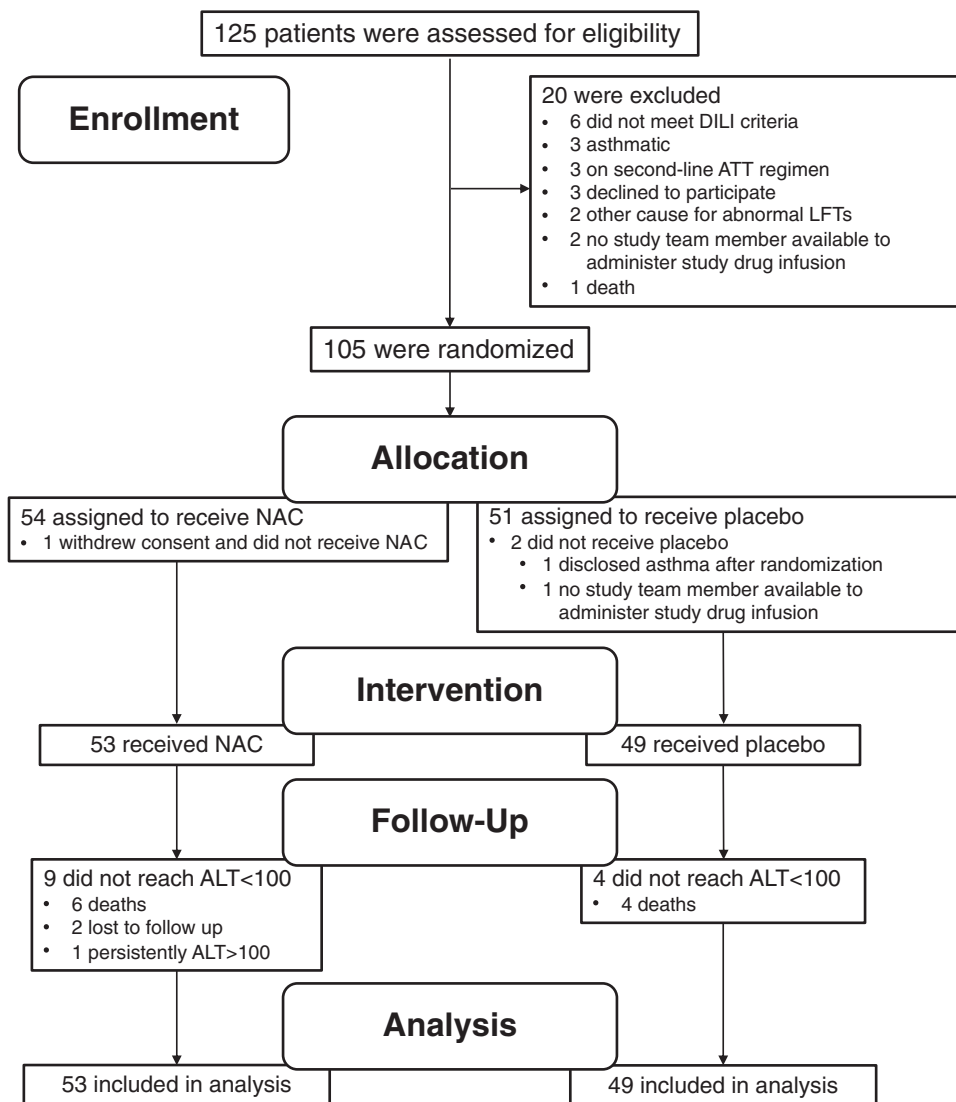 125 patients were assessed for eligibility
Enrollment
20 were excluded
• 6 did not meet DILI criteria
• 3 asthmatic
• 3 on second-line ATT regimen
• 3 declined to participate
• 2 other cause for abnormal LFTs
• 2 no study team member available to
administer study drug infusion
• 1 death
105 were randomized
Allocation
54 assigned to receive NAC
• 1 withdrew consent and did not receive NAC
51 assigned to receive placebo
• 2 did not receive placebo
• 1 disclosed asthma after randomization
• 1 no study team member available to
administer study drug infusion
Intervention
53 received NAC
49 received placebo
Follow-Up
9 did not reach ALT<100
• 6 deaths
• 2 lost to follow up
• 1 persistently ALT>100
4 did not reach ALT<100
• 4 deaths
Analysis
53 included in analysis
49 included in analysis